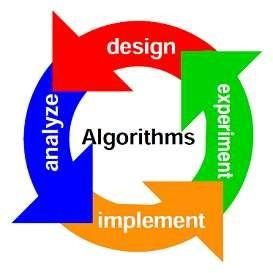 design
experiment
analyze
Algorithms
implement